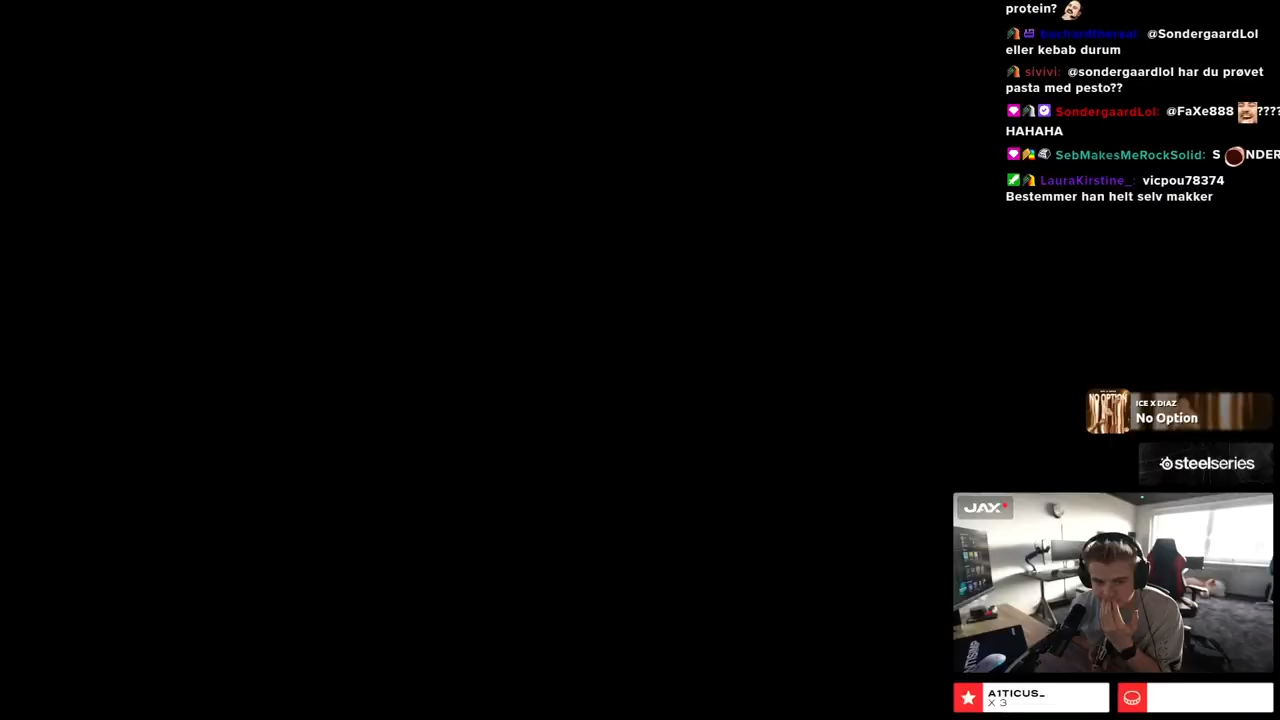 protein?
@SondergaardLol
eller kebab durum
sivivi: @sondergaardlol har du prøvet
pasta med pesto??
SondergaardLol: @FaXe888 ????
HAHAHA
SebMakesMeRockSolid: S NDER
LauraKirstine_: vicpou78374
Bestemmer han helt selv makker
ICE X DIAZ
No Option
steelseries
JAX
A1TICUS_
X 3